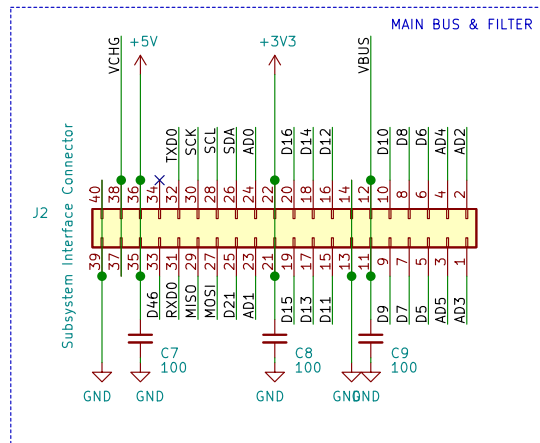 MAIN BUS & FILTER
VCHG
+5V
+3V3
VBUS
TXD0
SCK
SCL
SDA
AD0
D16
D14
D12
D10
D8
D6
AD4
AD2
40
38
36
34
32
30
28
26
24
22
20
18
16
14
12
10
8
6
4
2
J2
Subsystem Interface Connector
39
37
35
33
31
29
27
25
23
21
19
17
15
13
11
9
7
5
3
1
D46
RXD0
MISO
MOSI
D21
AD1
D15
D13
D11
D9
D7
D5
AD5
AD3
C7
100
C8
100
C9
100
GND
GND
GND
GND
GND